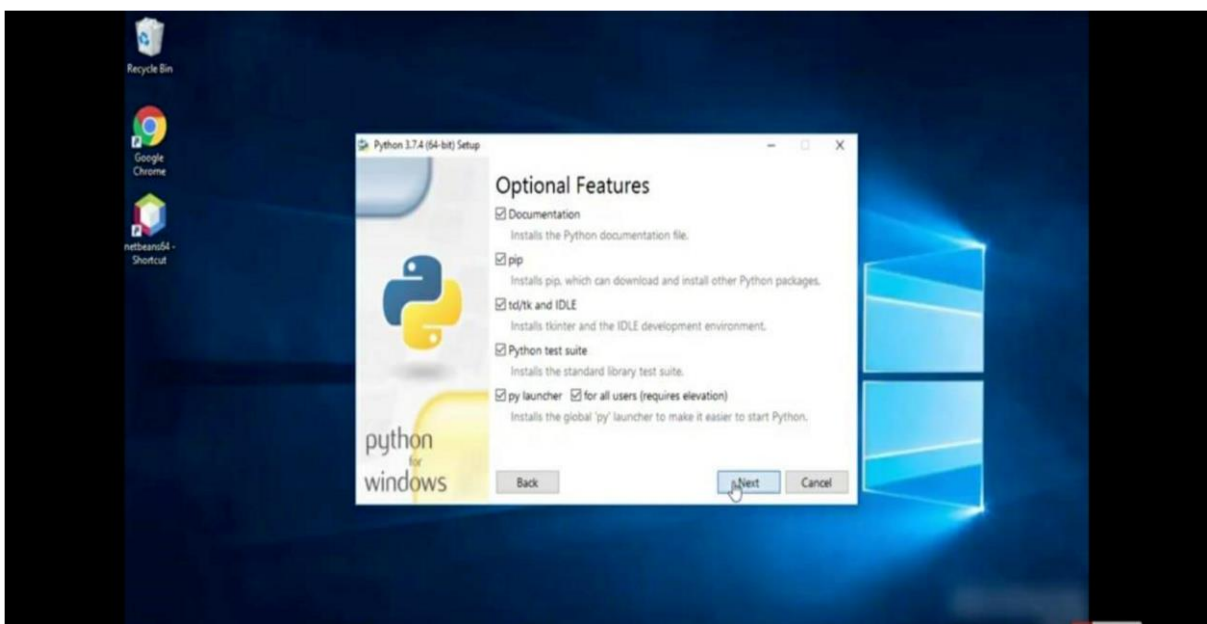 Recycle Bin
Google
Chrome
netbeans64 -
Shortcut
Python 3.7.4 (64-bit) Setup
Optional Features
Documentation
Installs the Python documentation file.
pip
Installs pip, which can download and install other Python packages.
td/tk and IDLE
Installs tkinter and the IDLE development environment.
Python test suite
Installs the standard library test suite.
py launcher for all users (requires elevation)
Installs the global 'py' launcher to make it easier to start Python.
python
for
windows
Back Next Cancel